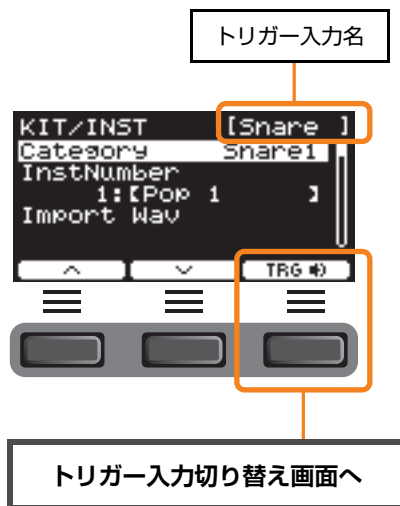 トリガー入力名
KIT/INST [Snare ]
Category Snare1
InstNumber
1:[Pop 1 ]
Import Wav
TRG
トリガー入力切り替え画面へ